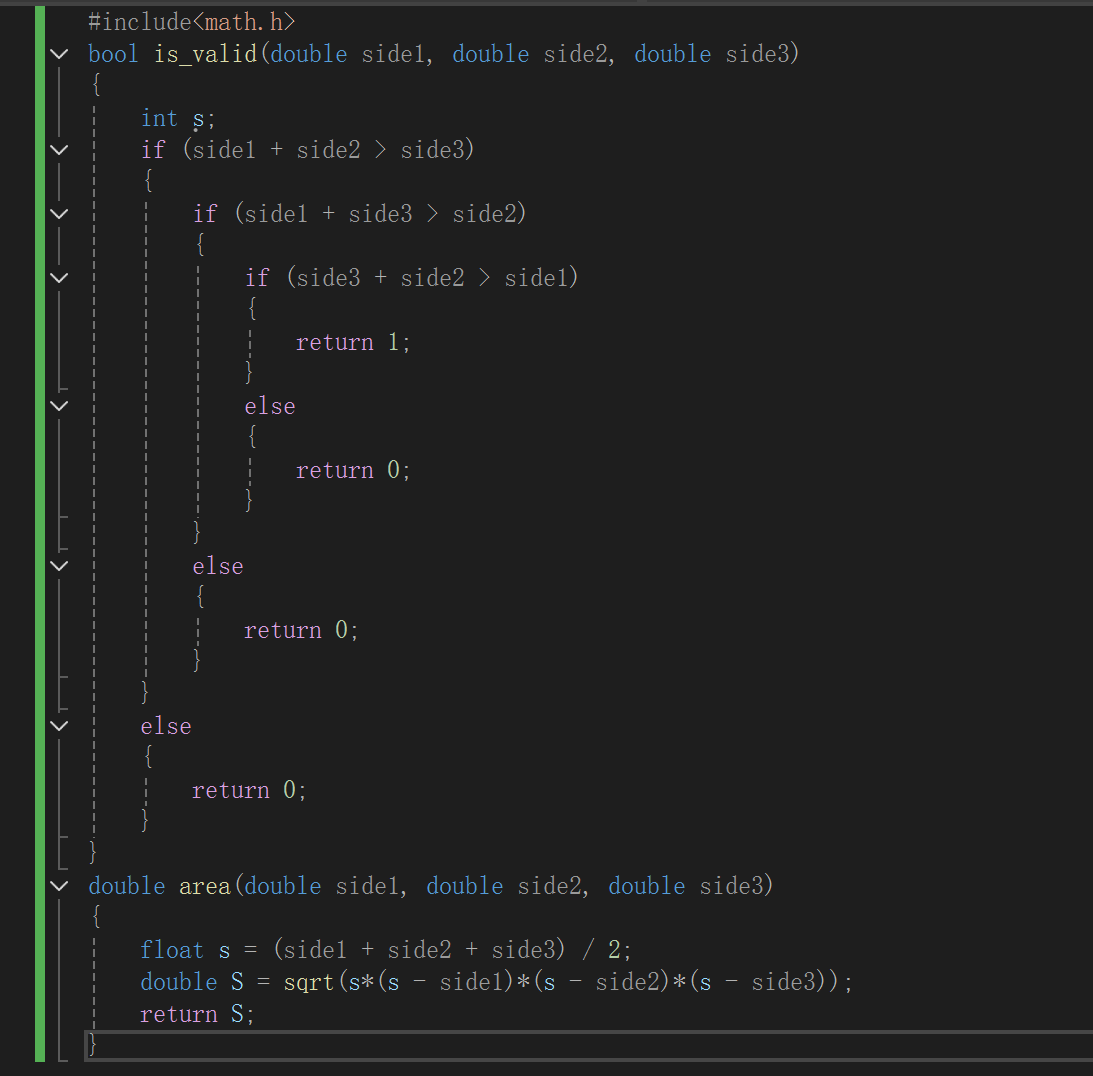 #include<math.h>
bool is_valid(double side1, double side2, double side3)
{
    int s;
    if (side1 + side2 > side3)
    {
        if (side1 + side3 > side2)
        {
            if (side3 + side2 > side1)
            {
                return 1;
            }
            else
            {
                return 0;
            }
        }
        else
        {
            return 0;
        }
    }
    else
    {
        return 0;
    }
}
double area(double side1, double side2, double side3)
{
    float s = (side1 + side2 + side3) / 2;
    double S = sqrt(s*(s - side1)*(s - side2)*(s - side3));
    return S;
}